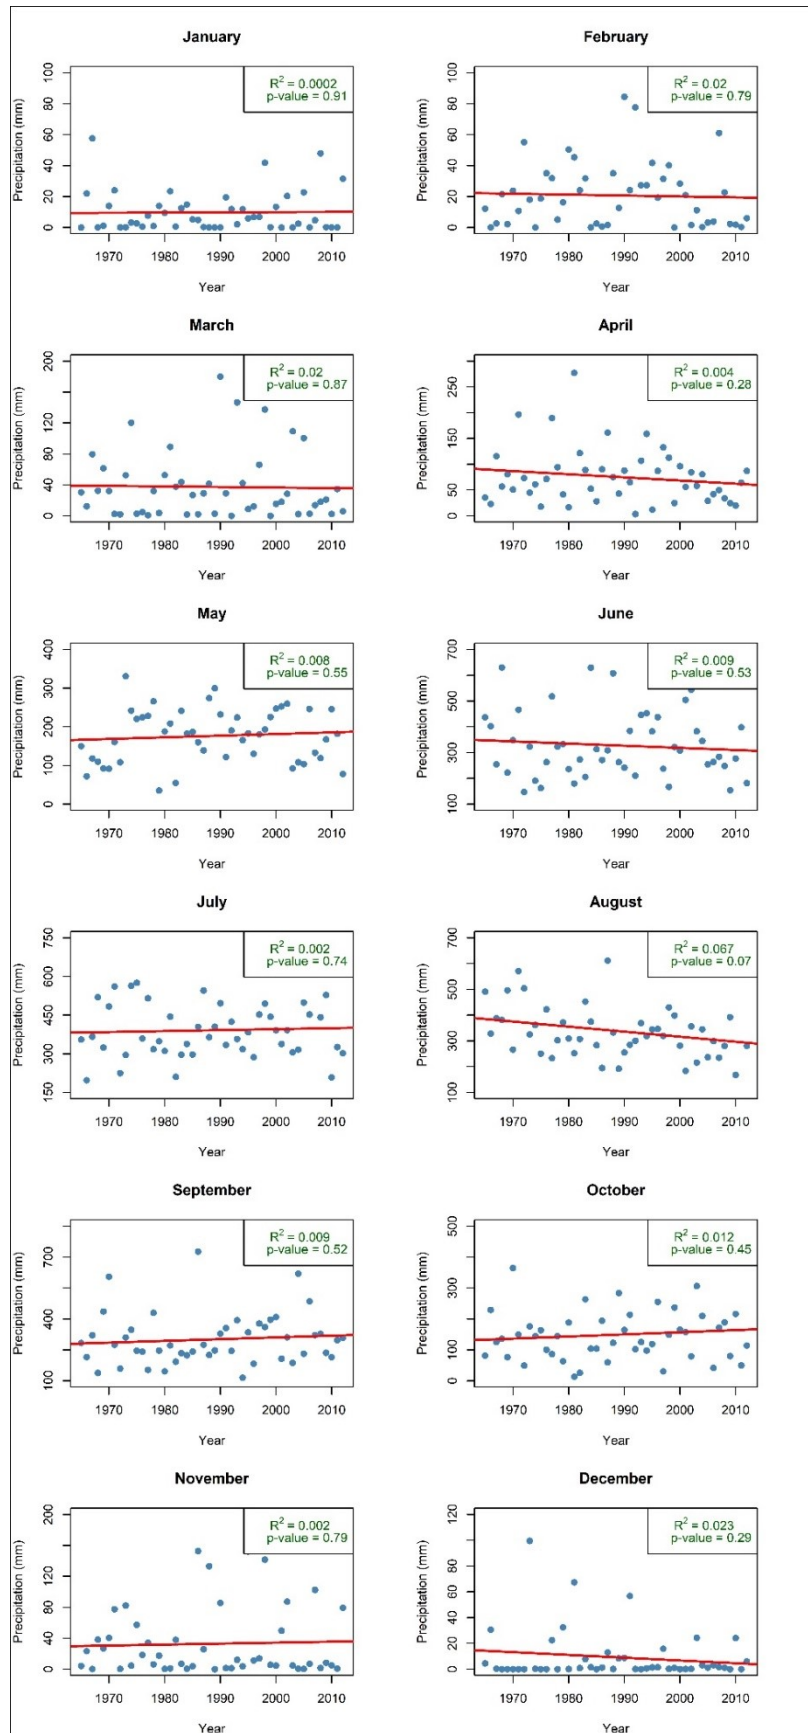 January
R² = 0.0002
p-value = 0.91
Precipitation (mm)
0 20 40 60 80 100
1970 1980 1990 2000 2010
Year
February
R² = 0.02
p-value = 0.79
Precipitation (mm)
0 20 40 60 80 100
1970 1980 1990 2000 2010
Year
March
R² = 0.02
p-value = 0.87
Precipitation (mm)
0 40 80 120 200
1970 1980 1990 2000 2010
Year
April
R² = 0.004
p-value = 0.28
Precipitation (mm)
0 50 150 250
1970 1980 1990 2000 2010
Year
May
R² = 0.008
p-value = 0.55
Precipitation (mm)
0 100 200 300 400
1970 1980 1990 2000 2010
Year
June
R² = 0.009
p-value = 0.53
Precipitation (mm)
100 300 500 700
1970 1980 1990 2000 2010
Year
July
R² = 0.002
p-value = 0.74
Precipitation (mm)
150 300 450 600 750
1970 1980 1990 2000 2010
Year
August
R² = 0.067
p-value = 0.07
Precipitation (mm)
100 300 500 700
1970 1980 1990 2000 2010
Year
September
R² = 0.009
p-value = 0.52
Precipitation (mm)
100 400 700
1970 1980 1990 2000 2010
Year
October
R² = 0.012
p-value = 0.45
Precipitation (mm)
0 100 300 500
1970 1980 1990 2000 2010
Year
November
R² = 0.002
p-value = 0.79
Precipitation (mm)
0 40 80 120 200
1970 1980 1990 2000 2010
Year
December
R² = 0.023
p-value = 0.29
Precipitation (mm)
0 20 40 60 80 120
1970 1980 1990 2000 2010
Year